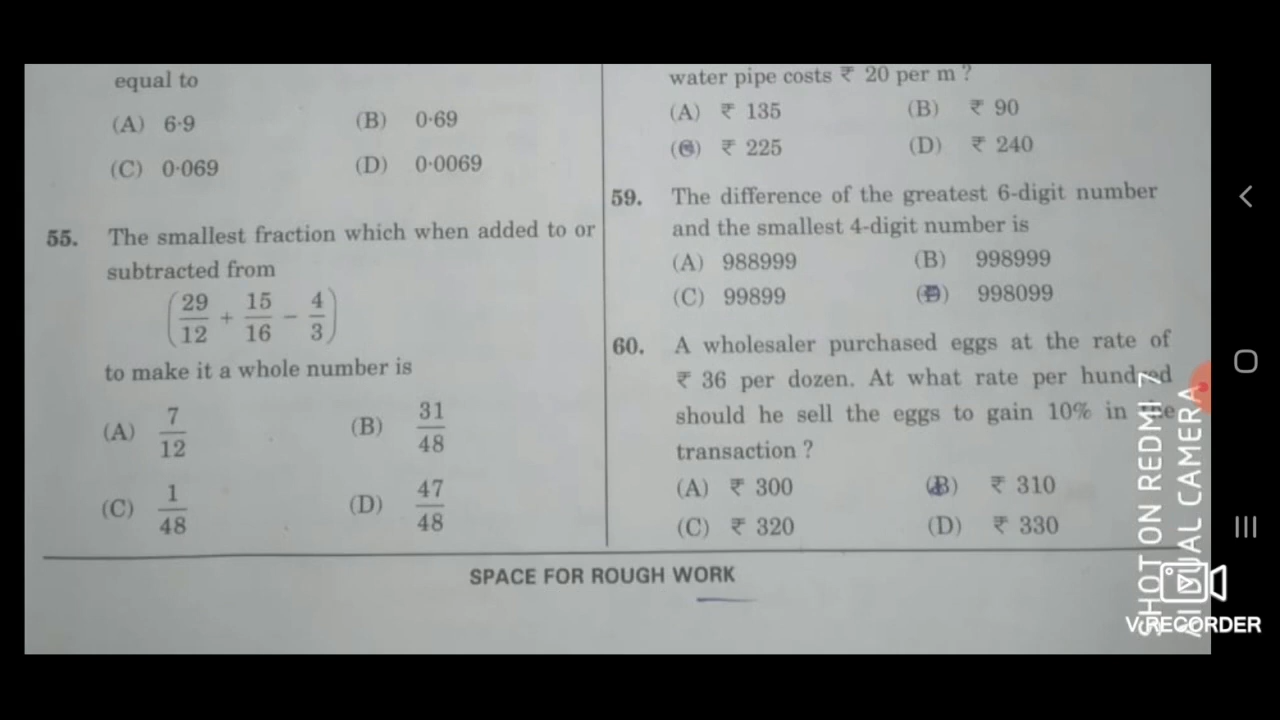 equal to
(A) 6·9 (B) 0·69
(C) 0·069 (D) 0·0069
55. The smallest fraction which when added to or
subtracted from
(29/12 + 15/16 − 4/3)
to make it a whole number is
(A) 7/12 (B) 31/48
(C) 1/48 (D) 47/48
water pipe costs ₹ 20 per m ?
(A) ₹ 135 (B) ₹ 90
(C) ₹ 225 (D) ₹ 240
59. The difference of the greatest 6-digit number
and the smallest 4-digit number is
(A) 988999 (B) 998999
(C) 99899 (D) 998099
60. A wholesaler purchased eggs at the rate of
₹ 36 per dozen. At what rate per hundred
should he sell the eggs to gain 10% in the
transaction ?
(A) ₹ 300 (B) ₹ 310
(C) ₹ 320 (D) ₹ 330
SPACE FOR ROUGH WORK
SHOT ON REDMI 7
AI DUAL CAMERA
V RECORDER